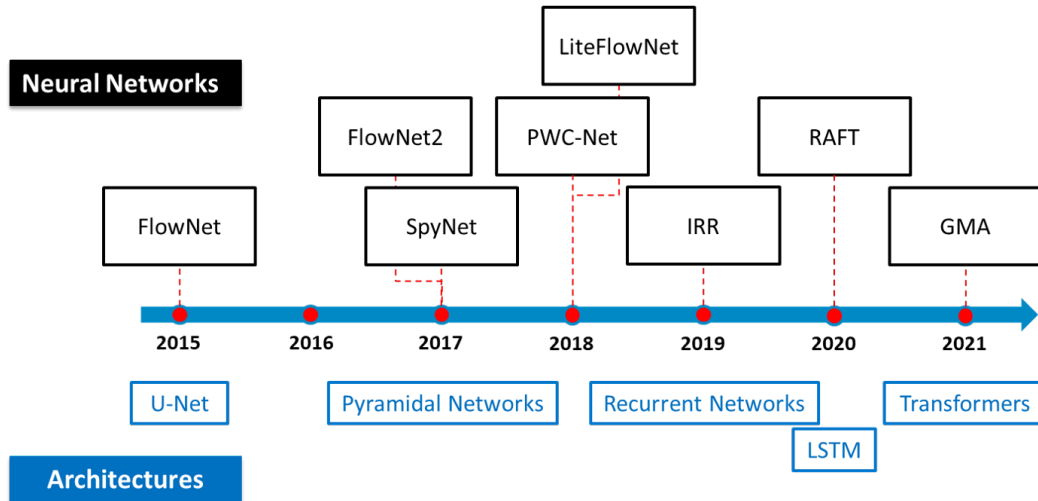 LiteFlowNet
Neural Networks
FlowNet2
PWC-Net
RAFT
FlowNet
SpyNet
IRR
GMA
2015
2016
2017
2018
2019
2020
2021
U-Net
Pyramidal Networks
Recurrent Networks
Transformers
LSTM
Architectures